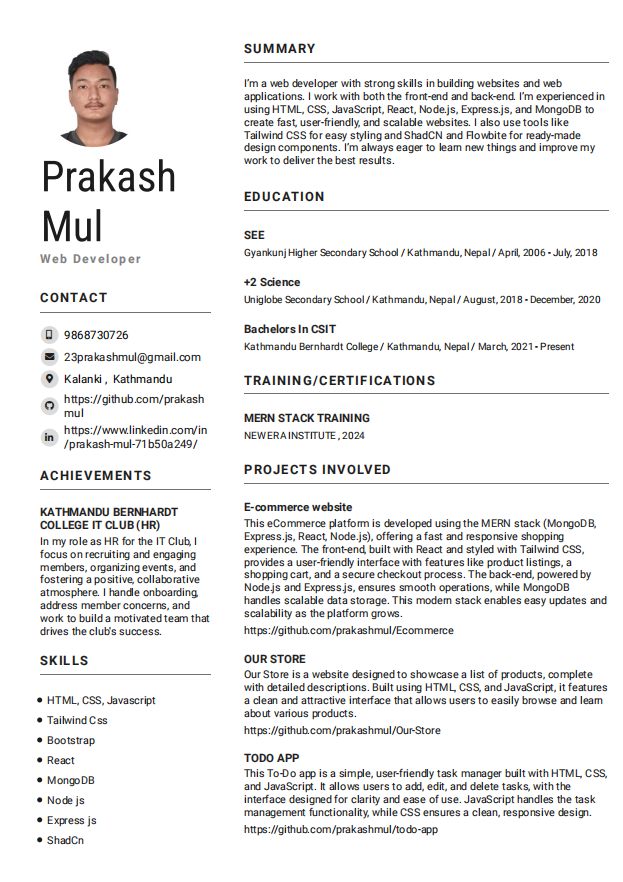 Prakash
Mul
Web Developer
CONTACT
9868730726
23prakashmul@gmail.com
Kalanki , Kathmandu
https://github.com/prakash
mul
https://www.linkedin.com/in
/prakash-mul-71b50a249/
ACHIEVEMENTS
KATHMANDU BERNHARDT
COLLEGE IT CLUB (HR)
In my role as HR for the IT Club, I
focus on recruiting and engaging
members, organizing events, and
fostering a positive, collaborative
atmosphere. I handle onboarding,
address member concerns, and
work to build a motivated team that
drives the club's success.
SKILLS
HTML, CSS, Javascript
Tailwind Css
Bootstrap
React
MongoDB
Node js
Express js
ShadCn
SUMMARY
I'm a web developer with strong skills in building websites and web
applications. I work with both the front-end and back-end. I'm experienced in
using HTML, CSS, JavaScript, React, Node.js, Express.js, and MongoDB to
create fast, user-friendly, and scalable websites. I also use tools like
Tailwind CSS for easy styling and ShadCN and Flowbite for ready-made
design components. I'm always eager to learn new things and improve my
work to deliver the best results.
EDUCATION
SEE
Gyankunj Higher Secondary School / Kathmandu, Nepal / April, 2006 - July, 2018
+2 Science
Uniglobe Secondary School / Kathmandu, Nepal / August, 2018 - December, 2020
Bachelors In CSIT
Kathmandu Bernhardt College / Kathmandu, Nepal / March, 2021 - Present
TRAINING/CERTIFICATIONS
MERN STACK TRAINING
NEW ERA INSTITUTE , 2024
PROJECTS INVOLVED
E-commerce website
This eCommerce platform is developed using the MERN stack (MongoDB,
Express.js, React, Node.js), offering a fast and responsive shopping
experience. The front-end, built with React and styled with Tailwind CSS,
provides a user-friendly interface with features like product listings, a
shopping cart, and a secure checkout process. The back-end, powered by
Node.js and Express.js, ensures smooth operations, while MongoDB
handles scalable data storage. This modern stack enables easy updates and
scalability as the platform grows.
https://github.com/prakashmul/Ecommerce
OUR STORE
Our Store is a website designed to showcase a list of products, complete
with detailed descriptions. Built using HTML, CSS, and JavaScript, it features
a clean and attractive interface that allows users to easily browse and learn
about various products.
https://github.com/prakashmul/Our-Store
TODO APP
This To-Do app is a simple, user-friendly task manager built with HTML, CSS,
and JavaScript. It allows users to add, edit, and delete tasks, with the
interface designed for clarity and ease of use. JavaScript handles the task
management functionality, while CSS ensures a clean, responsive design.
https://github.com/prakashmul/todo-app